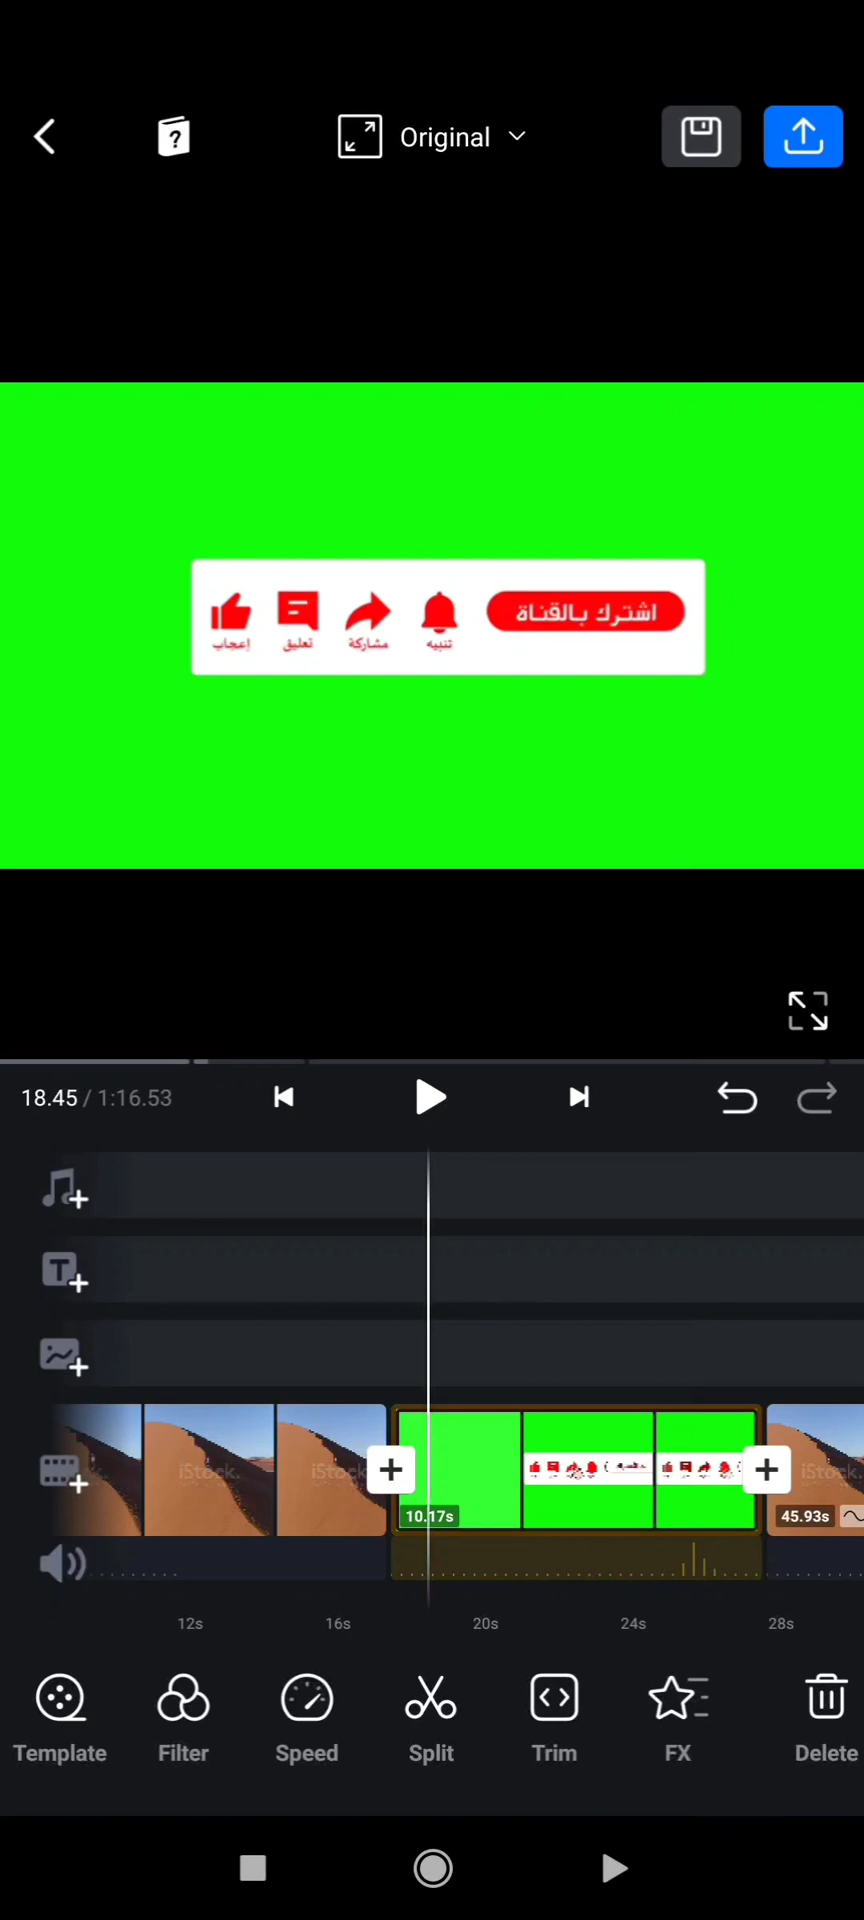 Original
إعجاب
تعليق
مشاركة
تنبيه
اشترك بالقناة
18.45 / 1:16.53
iStock.
iStock.
10.17s
iStock.
45.93s
12s
16s
20s
24s
28s
Template
Filter
Speed
Split
Trim
FX
Delete